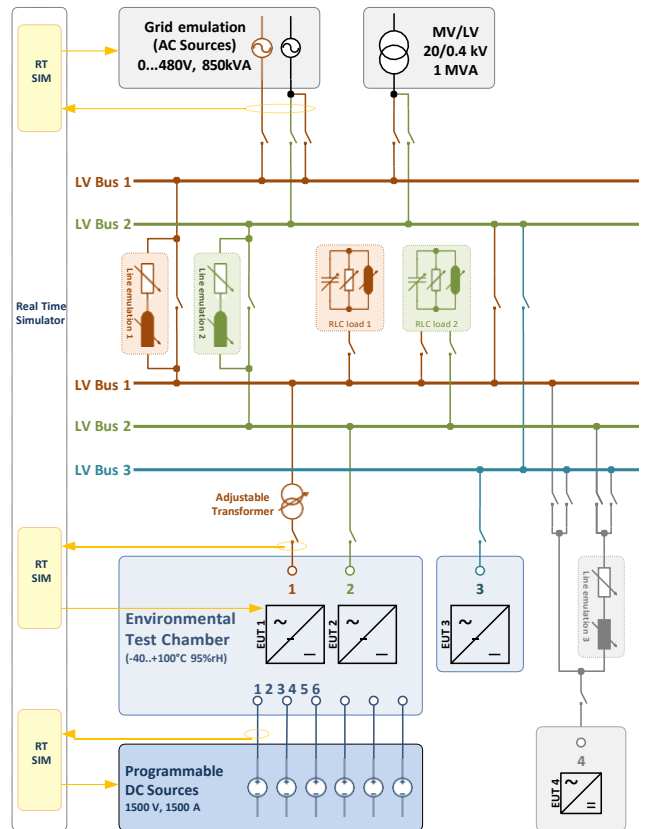 RT
SIM
Grid emulation
(AC Sources)
0...480V, 850kVA
MV/LV
20/0.4 kV
1 MVA
LV Bus 1
LV Bus 2
Line emulation 1
Line emulation 2
RLC load 1
RLC load 2
Real Time
Simulator
LV Bus 1
LV Bus 2
LV Bus 3
Adjustable
Transformer
RT
SIM
1
2
3
Environmental
Test Chamber
(-40..+100°C 95%rH)
EUT 1
EUT 2
EUT 3
Line emulation 3
1 2 3 4 5 6
RT
SIM
Programmable
DC Sources
1500 V, 1500 A
4
EUT 4